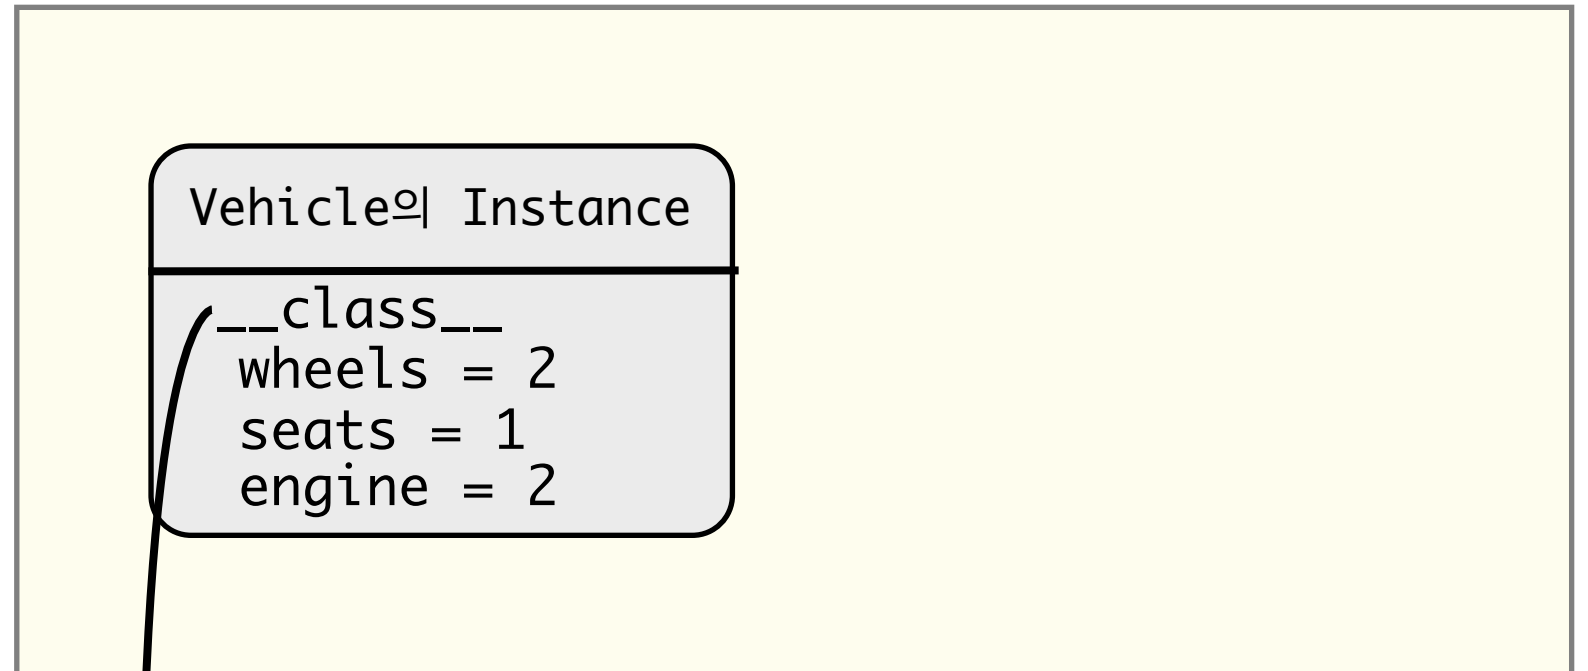 Vehicle의 Instance
__class__
wheels = 2
seats = 1
engine = 2